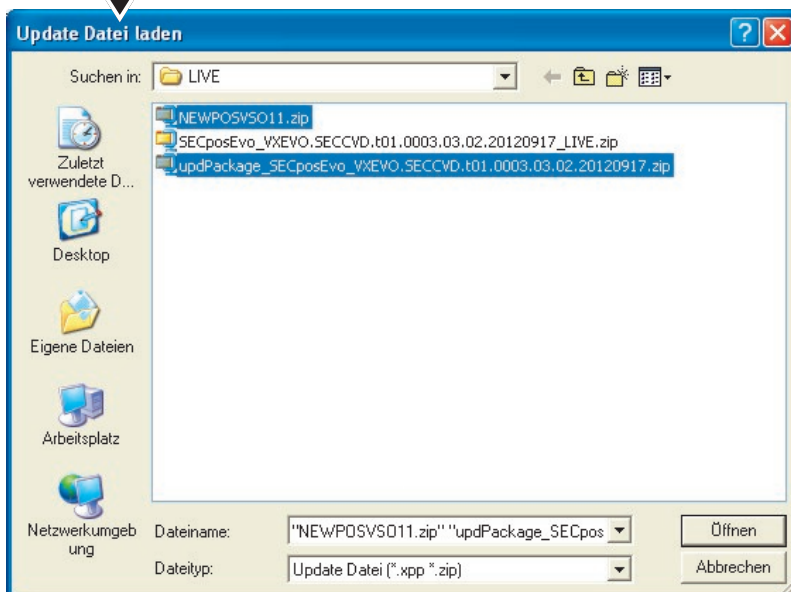 Update Datei laden
Suchen in:
LIVE
NEWPOSVSO11.zip
SECposEvo_VXEVO.SECCVD.t01.0003.03.02.20120917_LIVE.zip
updPackage_SECposEvo_VXEVO.SECCVD.t01.0003.03.02.20120917.zip
Zuletzt
verwendete D...
Desktop
Eigene Dateien
Arbeitsplatz
Netzwerkumgeb
ung
Dateiname:
"NEWPOSVSO11.zip" "updPackage_SECpos
Öffnen
Dateityp:
Update Datei (*.xpp *.zip)
Abbrechen